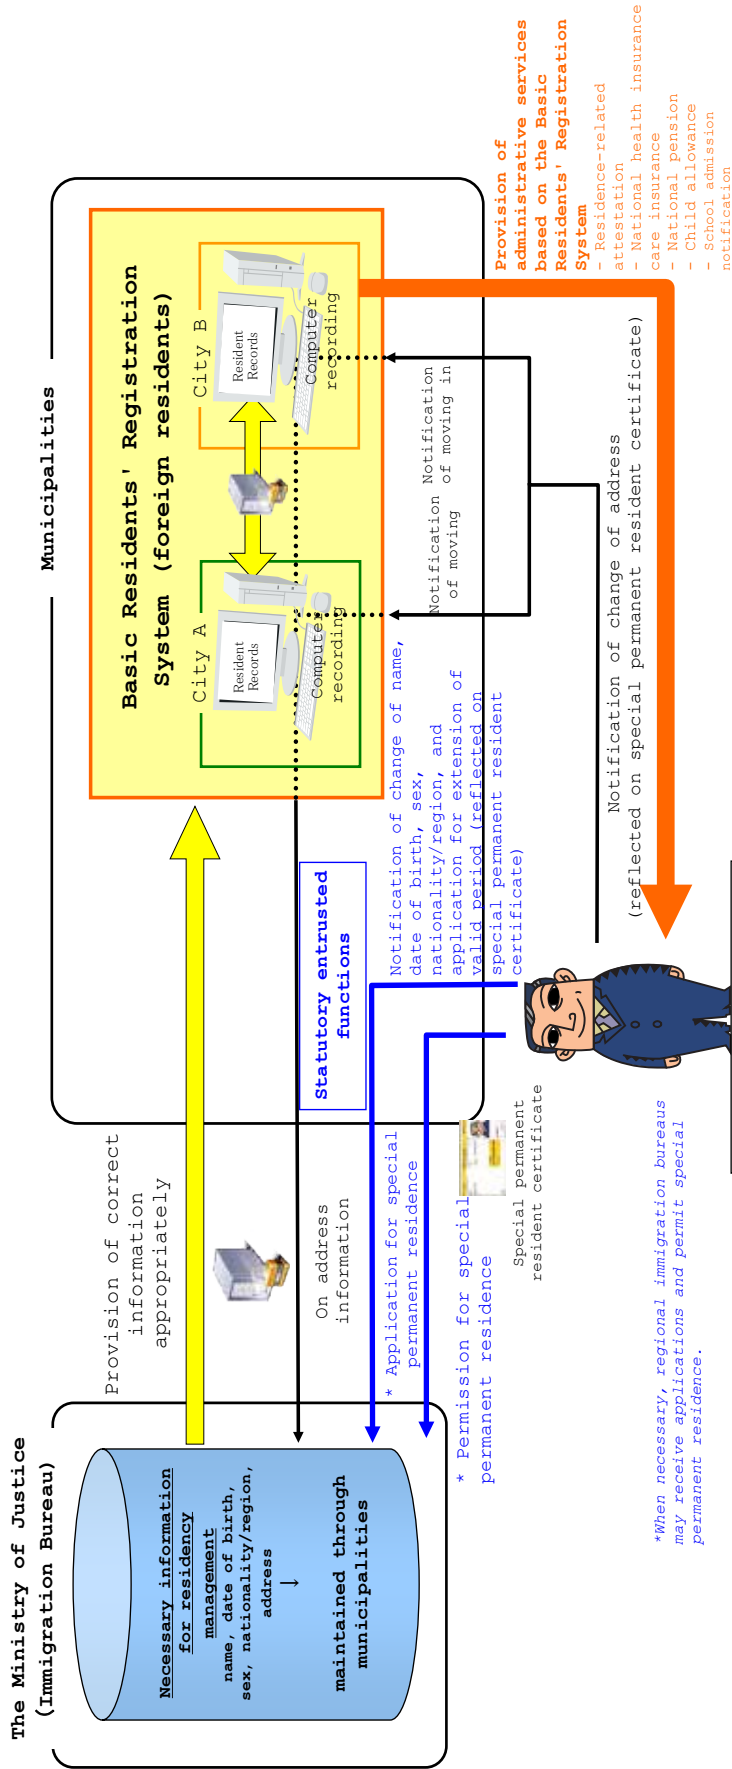 The Ministry of Justice
(Immigration Bureau)
Necessary information
for residency
management
name, date of birth,
sex, nationality/region,
address
↓
maintained through
municipalities
Provision of correct
information
appropriately
On address
information
* Application for special
permanent residence
* Permission for special
permanent residence
Special permanent
resident certificate
*When necessary, regional immigration bureaus
may receive applications and permit special
permanent residence.
Municipalities
Basic Residents' Registration
System (foreign residents)
City A
Resident
Records
Computer
recording
City B
Resident
Records
Computer
recording
Statutory entrusted
functions
Notification of change of name,
date of birth, sex,
nationality/region, and
application for extension of
valid period (reflected on
special permanent resident
certificate)
Notification
of moving
Notification
of moving in
Notification of change of address
(reflected on special permanent resident certificate)
Provision of
administrative services
based on the Basic
Residents' Registration
System
- Residence-related
attestation
- National health insurance
care insurance
- National pension
- Child allowance
- School admission
notification